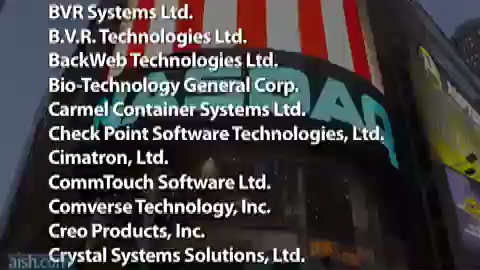 BVR Systems Ltd.
B.V.R. Technologies Ltd.
BackWeb Technologies Ltd.
Bio-Technology General Corp.
Carmel Container Systems Ltd.
Check Point Software Technologies, Ltd.
Cimatron, Ltd.
CommTouch Software Ltd.
Comverse Technology, Inc.
Creo Products, Inc.
Crystal Systems Solutions, Ltd.
NASDAQ
aish.com